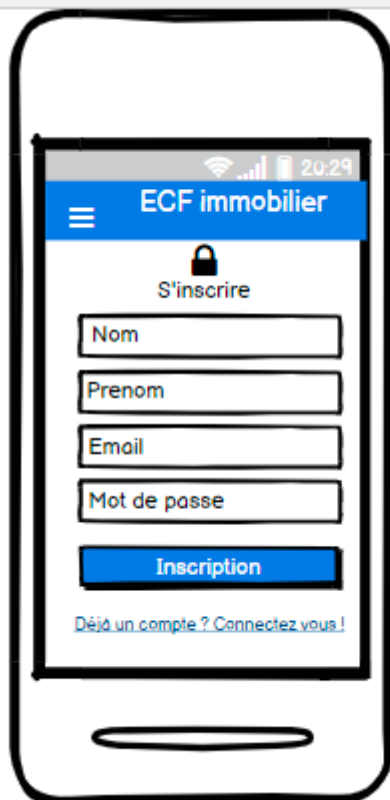 20:29
ECF immobilier
S'inscrire
Nom
Prenom
Email
Mot de passe
Inscription
Déjà un compte ? Connectez vous !